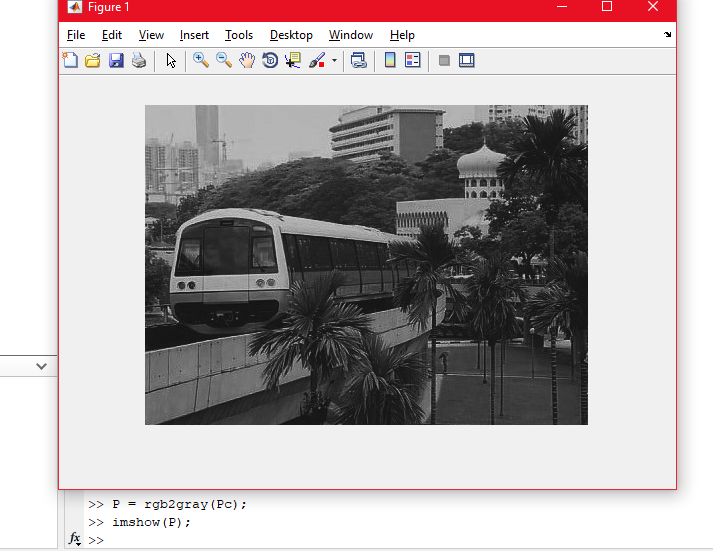 Figure 1
File Edit View Insert Tools Desktop Window Help
>> P = rgb2gray(Pc);
>> imshow(P);
fx >>